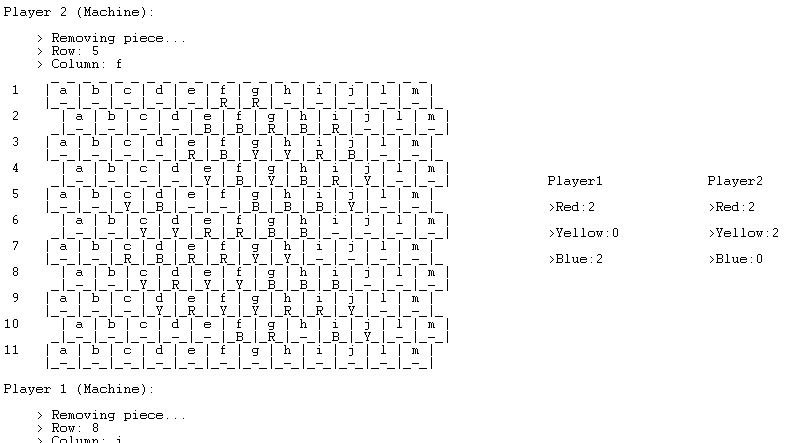 Player 2 (Machine):
> Removing piece...
> Row: 5
> Column: f
_ _ _ _ _ _ _ _ _ _ _ _ _ _ _ _ _ _ _ _ _ _ _ _
1 | a | b | c | d | e | f | g | h | i | j | l | m |
|_-_|_-_|_-_|_-_|_-_|_R_|_R_|_-_|_-_|_-_|_-_|_-_|_
2 | a | b | c | d | e | f | g | h | i | j | l | m |
_|_-_|_-_|_-_|_-_|_B_|_B_|_R_|_B_|_R_|_-_|_-_|_-_|
3 | a | b | c | d | e | f | g | h | i | j | l | m |
|_-_|_-_|_-_|_-_|_R_|_B_|_Y_|_Y_|_R_|_B_|_-_|_-_|_
4 | a | b | c | d | e | f | g | h | i | j | l | m |
_|_-_|_-_|_-_|_-_|_Y_|_B_|_Y_|_B_|_R_|_Y_|_-_|_-_|
Player1 Player2
5 | a | b | c | d | e | f | g | h | i | j | l | m |
|_-_|_-_|_Y_|_B_|_-_|_-_|_B_|_B_|_B_|_Y_|_-_|_-_|_
>Red:2 >Red:2
6 | a | b | c | d | e | f | g | h | i | j | l | m |
_|_-_|_-_|_Y_|_Y_|_R_|_R_|_B_|_B_|_-_|_-_|_-_|_-_|
>Yellow:0 >Yellow:2
7 | a | b | c | d | e | f | g | h | i | j | l | m |
|_-_|_-_|_R_|_B_|_R_|_R_|_Y_|_Y_|_-_|_-_|_-_|_-_|_
>Blue:2 >Blue:0
8 | a | b | c | d | e | f | g | h | i | j | l | m |
_|_-_|_-_|_Y_|_R_|_Y_|_Y_|_B_|_B_|_B_|_-_|_-_|_-_|
9 | a | b | c | d | e | f | g | h | i | j | l | m |
|_-_|_-_|_-_|_Y_|_R_|_Y_|_Y_|_R_|_R_|_Y_|_-_|_-_|_
10 | a | b | c | d | e | f | g | h | i | j | l | m |
_|_-_|_-_|_-_|_-_|_-_|_B_|_R_|_-_|_B_|_Y_|_-_|_-_|
11 | a | b | c | d | e | f | g | h | i | j | l | m |
|_-_|_-_|_-_|_-_|_-_|_-_|_-_|_-_|_-_|_-_|_-_|_-_|
Player 1 (Machine):
> Removing piece...
> Row: 8
> Column: